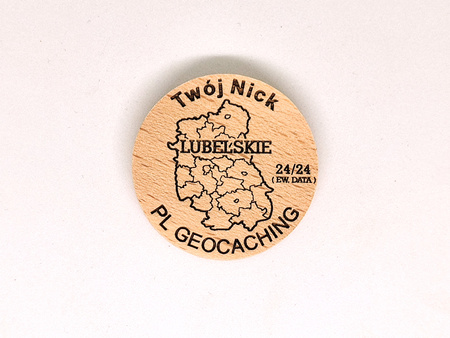 Twój Nick
LUBELSKIE
24/24
( EW. DATA )
PL GEOCACHING